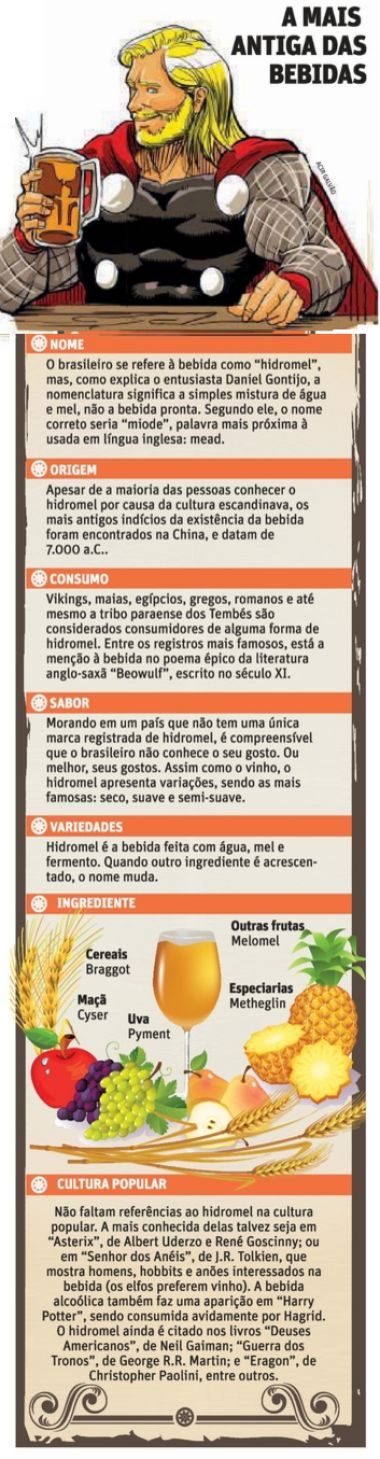 A MAIS
ANTIGA DAS
BEBIDAS
ACIR GALVÃO
NOME
O brasileiro se refere à bebida como “hidromel”,
mas, como explica o entusiasta Daniel Gontijo, a
nomenclatura significa a simples mistura de água
e mel, não a bebida pronta. Segundo ele, o nome
correto seria “miode”, palavra mais próxima à
usada em língua inglesa: mead.
ORIGEM
Apesar de a maioria das pessoas conhecer o
hidromel por causa da cultura escandinava, os
mais antigos indícios da existência da bebida
foram encontrados na China, e datam de
7.000 a.C..
CONSUMO
Vikings, maias, egípcios, gregos, romanos e até
mesmo a tribo paraense dos Tembés são
considerados consumidores de alguma forma de
hidromel. Entre os registros mais famosos, está a
menção à bebida no poema épico da literatura
anglo-saxã “Beowulf”, escrito no século XI.
SABOR
Morando em um país que não tem uma única
marca registrada de hidromel, é compreensível
que o brasileiro não conhece o seu gosto. Ou
melhor, seus gostos. Assim como o vinho, o
hidromel apresenta variações, sendo as mais
famosas: seco, suave e semi-suave.
VARIEDADES
Hidromel é a bebida feita com água, mel e
fermento. Quando outro ingrediente é acrescen-
tado, o nome muda.
INGREDIENTE
Outras frutas
Melomel
Cereais
Braggot
Especiarias
Metheglin
Maçã
Cyser
Uva
Pyment
CULTURA POPULAR
Não faltam referências ao hidromel na cultura
popular. A mais conhecida delas talvez seja em
“Asterix”, de Albert Uderzo e René Goscinny; ou
em “Senhor dos Anéis”, de J.R. Tolkien, que
mostra homens, hobbits e anões interessados na
bebida (os elfos preferem vinho). A bebida
alcoólica também faz uma aparição em “Harry
Potter”, sendo consumida avidamente por Hagrid.
O hidromel ainda é citado nos livros “Deuses
Americanos”, de Neil Gaiman; “Guerra dos
Tronos”, de George R.R. Martin; e “Eragon”, de
Christopher Paolini, entre outros.